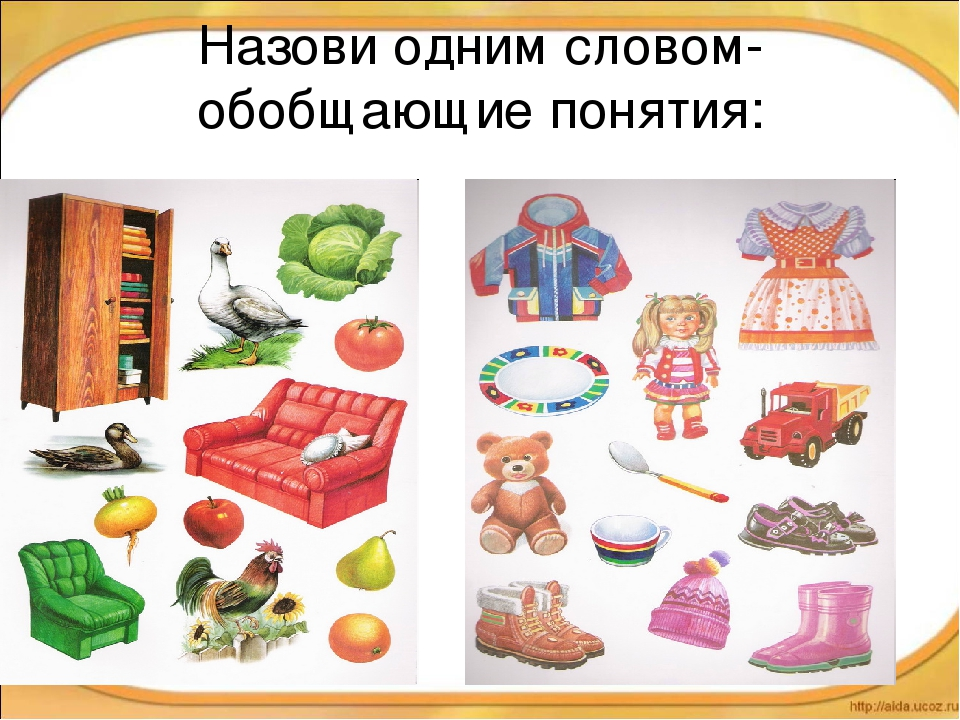 Назови одним словом-
обобщающие понятия:
http://aida.ucoz.ru